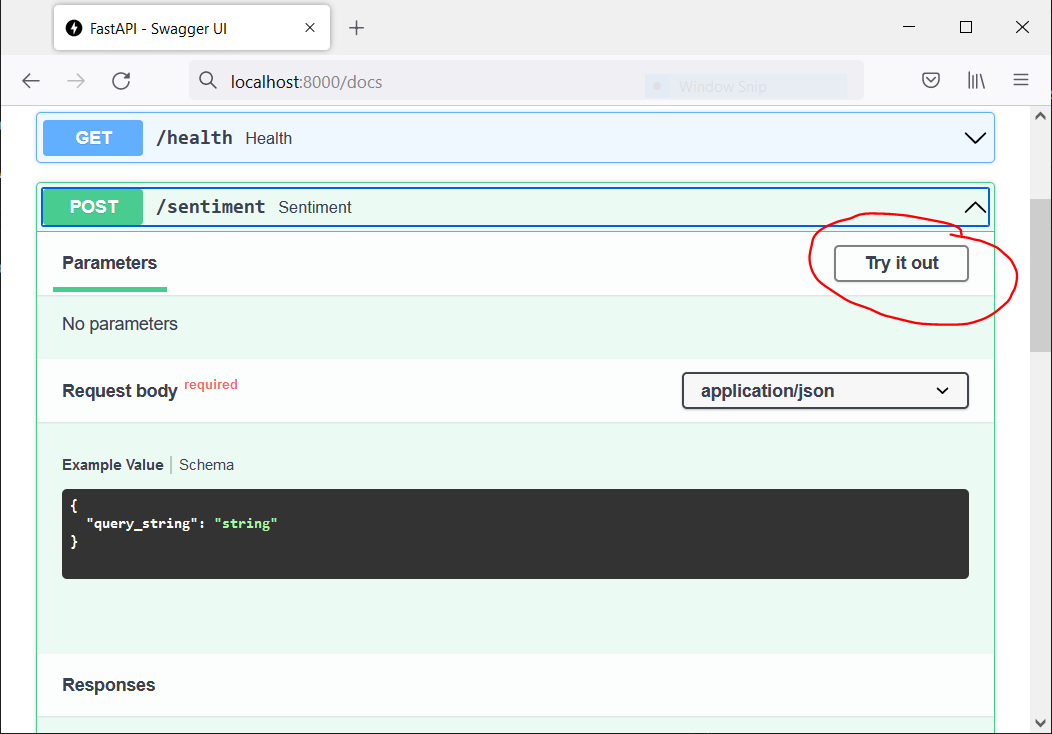 FastAPI - Swagger UI
localhost:8000/docs
Window Snip
GET /health Health
POST /sentiment Sentiment
Parameters
Try it out
No parameters
Request body required
application/json
Example Value | Schema
{
"query_string": "string"
}
Responses